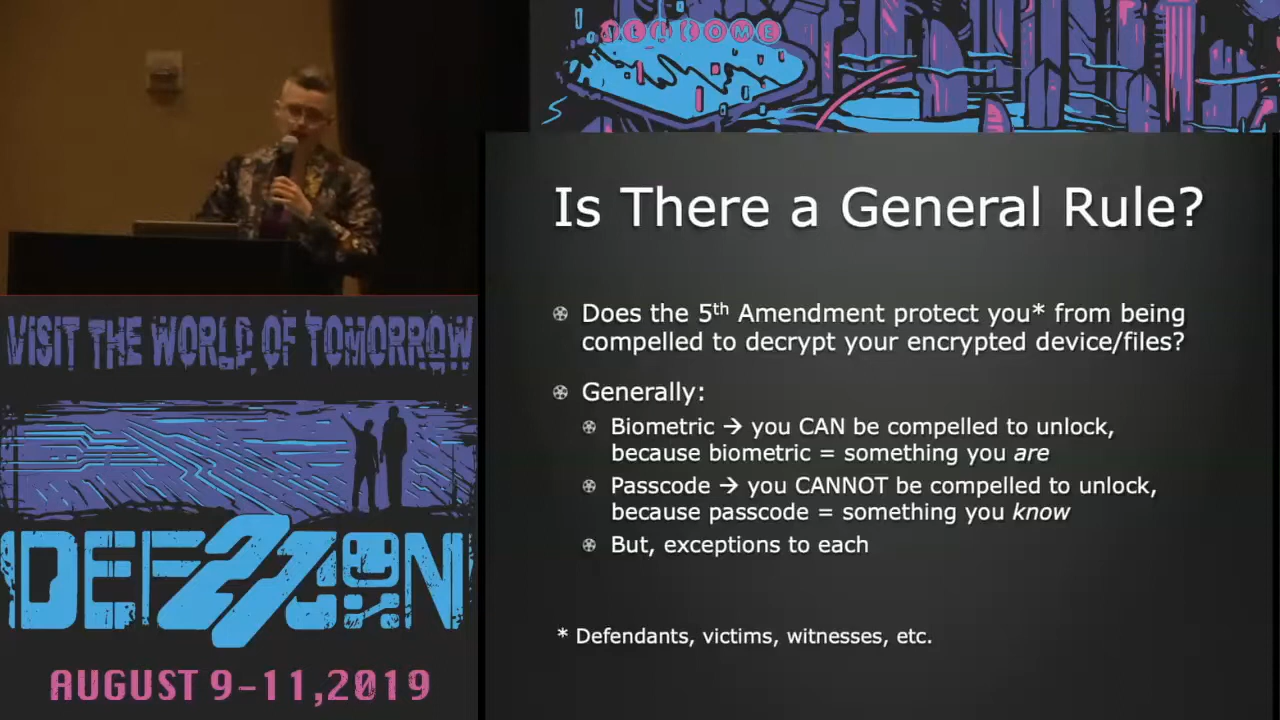 WELCOME
Is There a General Rule?
Does the 5th Amendment protect you* from being
compelled to decrypt your encrypted device/files?
Generally:
Biometric → you CAN be compelled to unlock,
because biometric = something you are
Passcode → you CANNOT be compelled to unlock,
because passcode = something you know
But, exceptions to each
* Defendants, victims, witnesses, etc.
VISIT THE WORLD OF TOMORROW
DEF 27 CON
AUGUST 9-11,2019